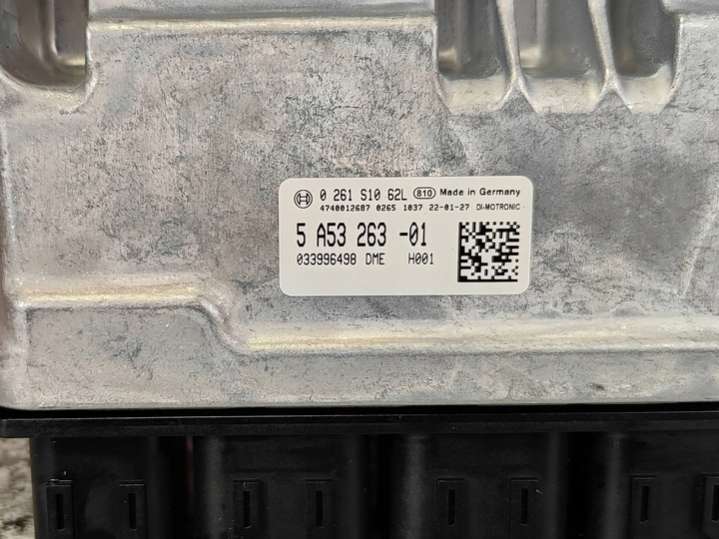 0 261 S10 62L 810 Made in Germany
4740012687 0265 1037 22-01-27 DI-MOTRONIC
5 A53 263 -01
033996498 DME H001